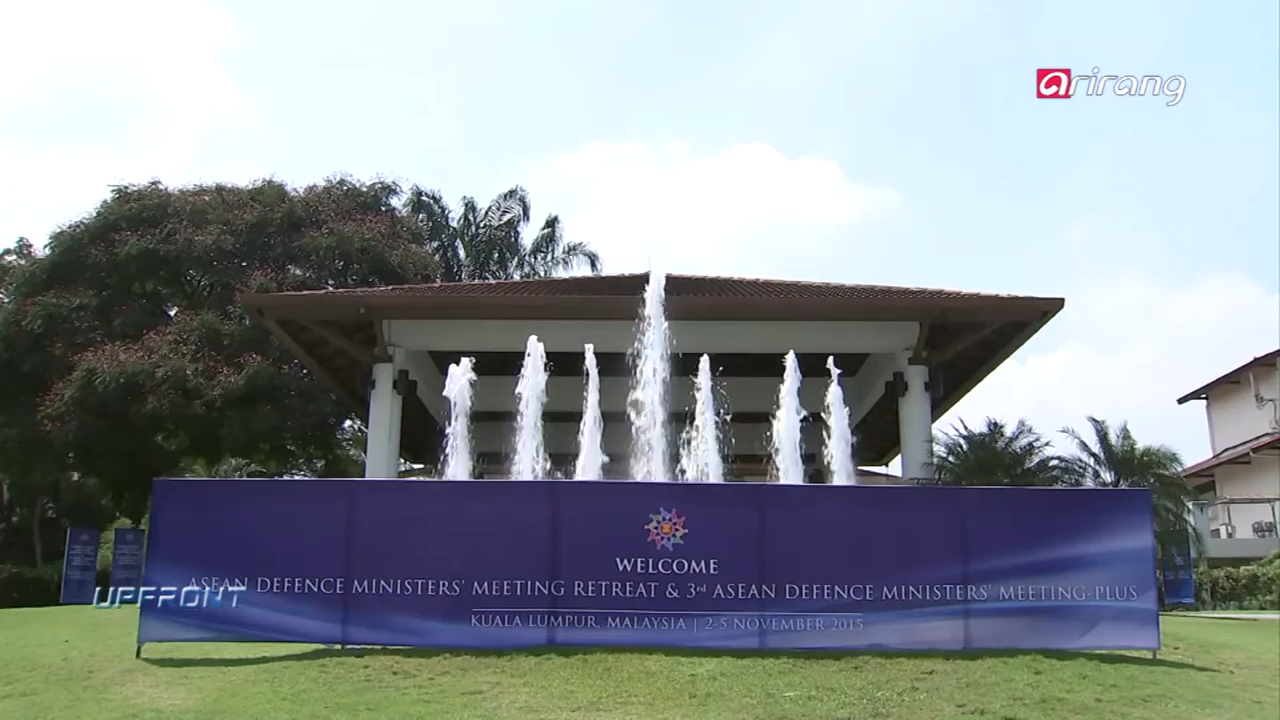 arirang
WELCOME
ASEAN DEFENCE MINISTERS' MEETING RETREAT & 3rd ASEAN DEFENCE MINISTERS' MEETING-PLUS
KUALA LUMPUR, MALAYSIA | 2-5 NOVEMBER 2015
UPFRONT